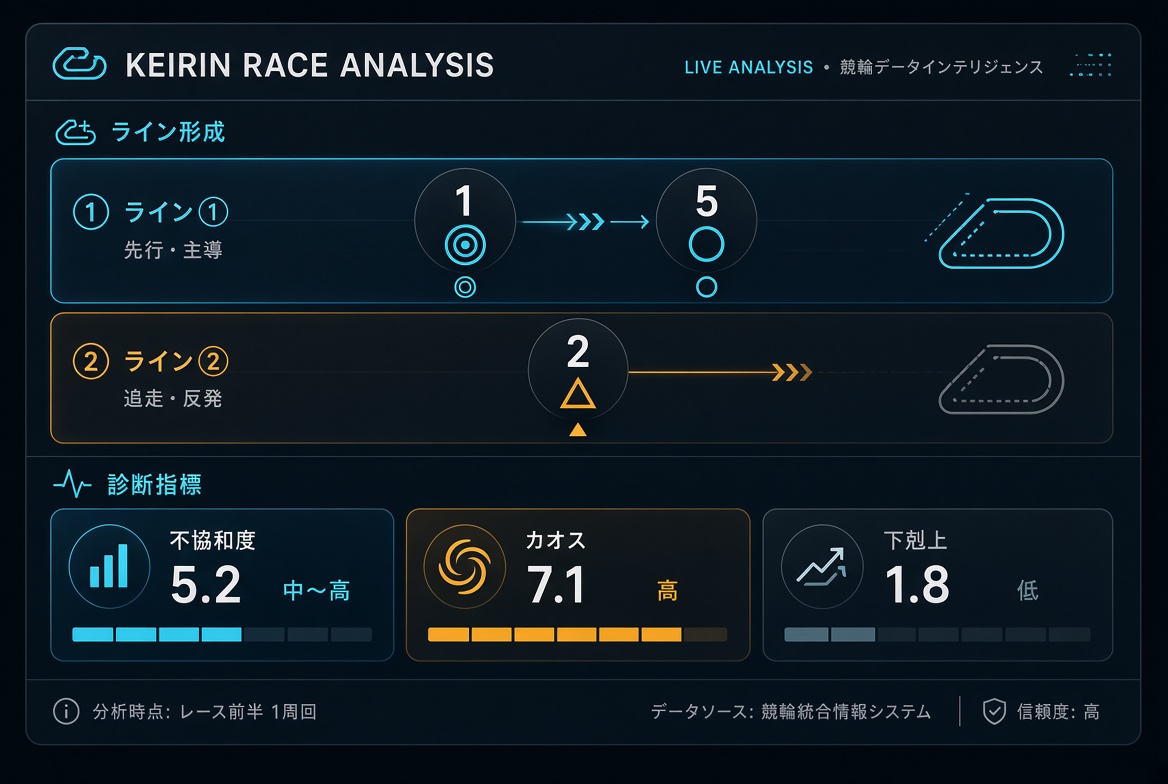 KEIRIN RACE ANALYSIS
LIVE ANALYSIS • 競輪データインテリジェンス
ライン形成
① ライン①
先行・主導
1
5
② ライン②
追走・反発
2
診断指標
不協和度
5.2 中〜高
カオス
7.1 高
下剋上
1.8 低
分析時点: レース前半 1周回
データソース: 競輪統合情報システム
信頼度: 高